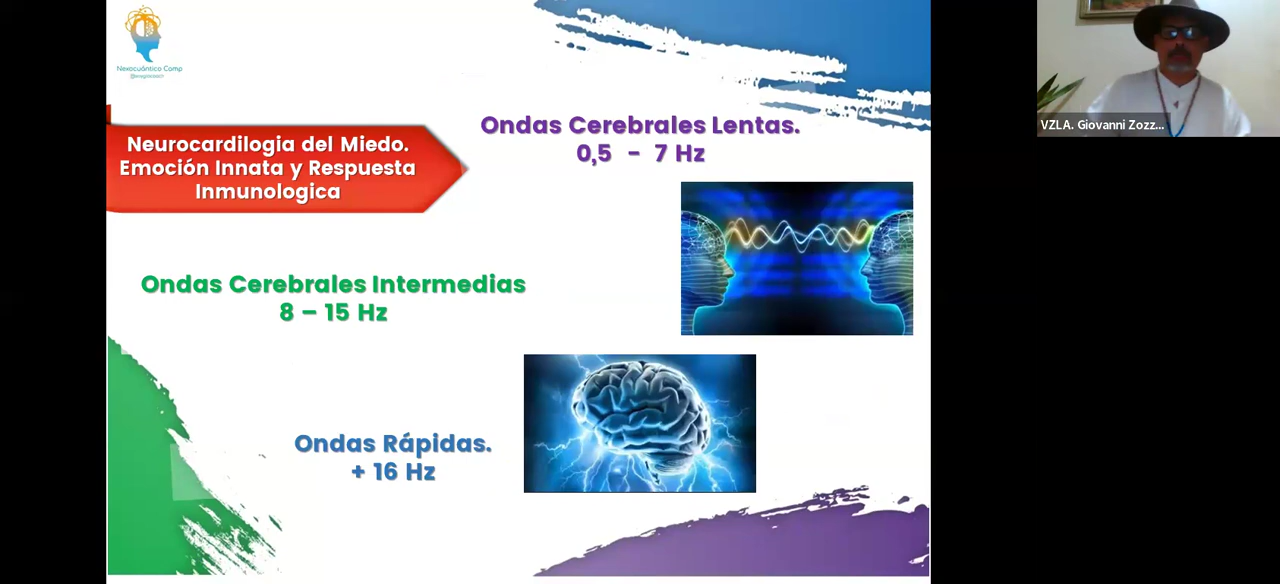 Nexocuántico Comp
Neurocardilogia del Miedo.
Emoción Innata y Respuesta
Inmunologica
Ondas Cerebrales Lentas.
0,5 - 7 Hz
Ondas Cerebrales Intermedias
8 – 15 Hz
Ondas Rápidas.
+ 16 Hz
VZLA. Giovanni Zozz...